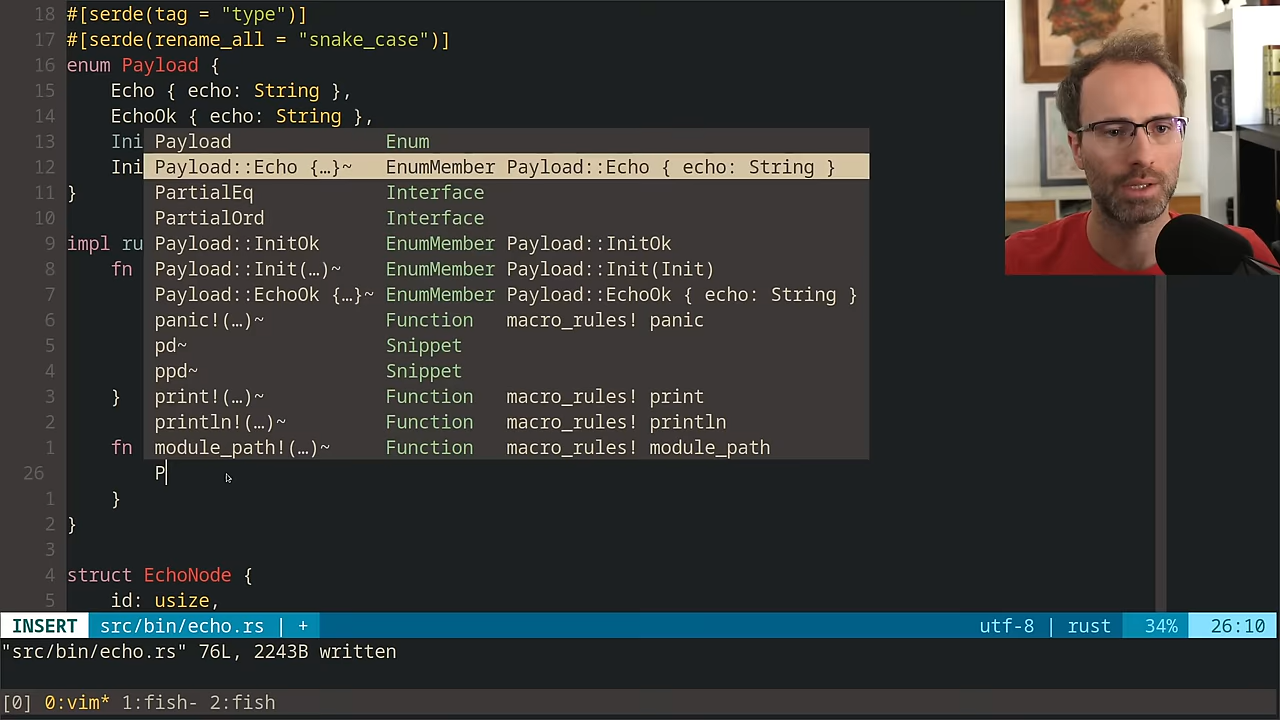 18 #[serde(tag = "type")]
17 #[serde(rename_all = "snake_case")]
16 enum Payload {
15 Echo { echo: String },
14 EchoOk { echo: String },
13 Ini Payload Enum
12 Ini Payload::Echo {…}~ EnumMember Payload::Echo { echo: String }
11 } PartialEq Interface
10 PartialOrd Interface
9 impl ru Payload::InitOk EnumMember Payload::InitOk
8 fn Payload::Init(…)~ EnumMember Payload::Init(Init)
7 Payload::EchoOk {…}~ EnumMember Payload::EchoOk { echo: String }
6 panic!(…)~ Function macro_rules! panic
5 pd~ Snippet
4 ppd~ Snippet
3 } print!(…)~ Function macro_rules! print
2 println!(…)~ Function macro_rules! println
1 fn module_path!(…)~ Function macro_rules! module_path
26 P
1 }
2 }
3
4 struct EchoNode {
5 id: usize,
INSERT src/bin/echo.rs | + utf-8 | rust 34% 26:10
"src/bin/echo.rs" 76L, 2243B written
[0] 0:vim* 1:fish- 2:fish